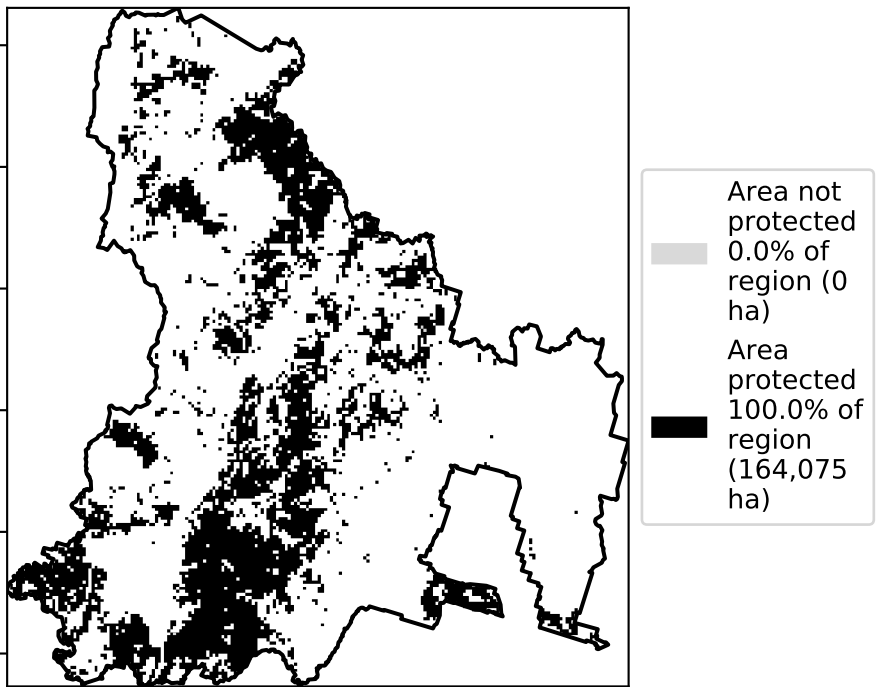 Area not
protected
0.0% of
region (0
ha)
Area
protected
100.0% of
region
(164,075
ha)